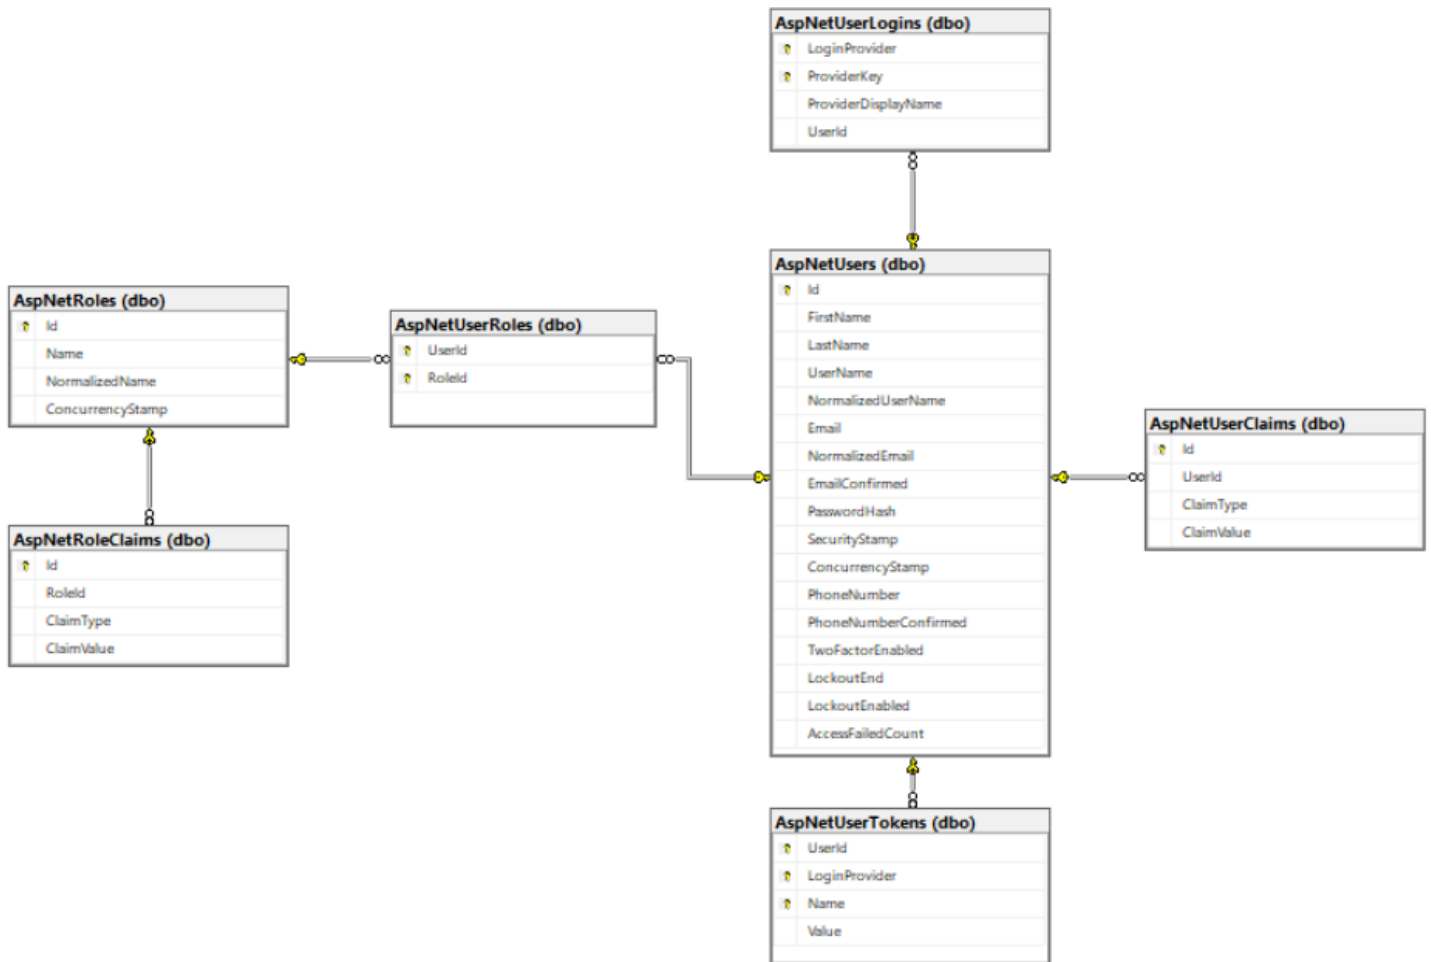 AspNetUserLogins (dbo)
LoginProvider
ProviderKey
ProviderDisplayName
UserId
AspNetUsers (dbo)
Id
FirstName
LastName
UserName
NormalizedUserName
Email
NormalizedEmail
EmailConfirmed
PasswordHash
SecurityStamp
ConcurrencyStamp
PhoneNumber
PhoneNumberConfirmed
TwoFactorEnabled
LockoutEnd
LockoutEnabled
AccessFailedCount
AspNetRoles (dbo)
Id
Name
NormalizedName
ConcurrencyStamp
AspNetUserRoles (dbo)
UserId
RoleId
AspNetUserClaims (dbo)
Id
UserId
ClaimType
ClaimValue
AspNetRoleClaims (dbo)
Id
RoleId
ClaimType
ClaimValue
AspNetUserTokens (dbo)
UserId
LoginProvider
Name
Value